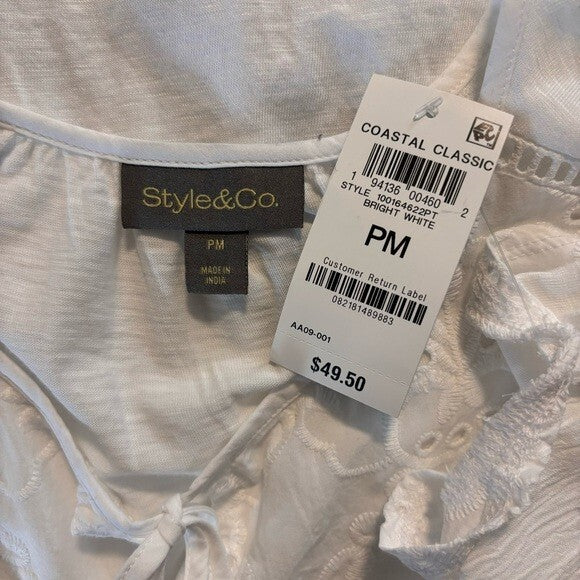 Style&Co.
PM
MADE IN
INDIA
COASTAL CLASSIC
1 94136 00460 2
STYLE 100164622PT
BRIGHT WHITE
PM
Customer Return Label
082181489883
AA09-001
$49.50